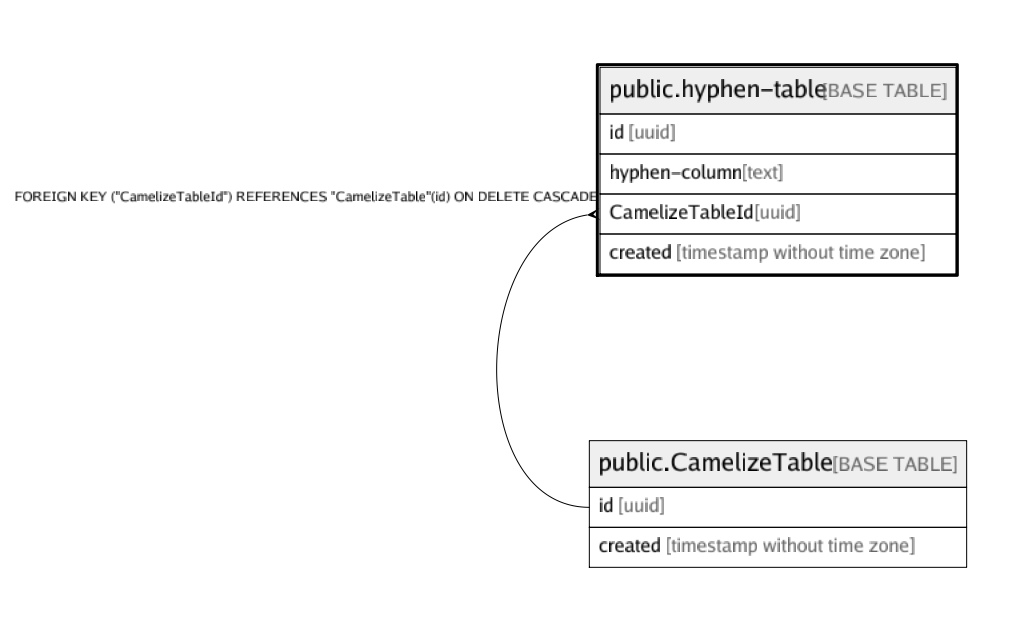 public.hyphen-table [BASE TABLE]
id [uuid]
hyphen-column[text]
FOREIGN KEY ("CamelizeTableId") REFERENCES "CamelizeTable"(id) ON DELETE CASCADE
CamelizeTableId[uuid]
created [timestamp without time zone]
public.CamelizeTable[BASE TABLE]
id [uuid]
created [timestamp without time zone]